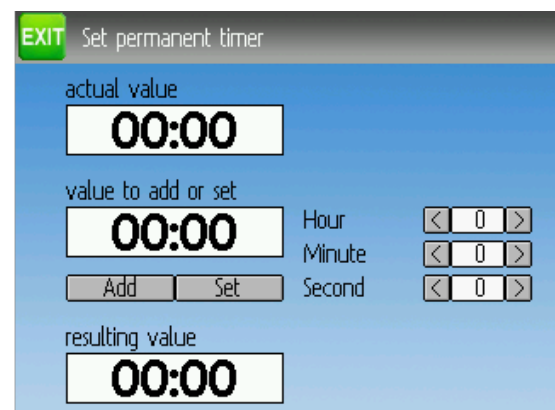 EXIT Set permanent timer
actual value
00:00
value to add or set
00:00
Hour < 0 >
Minute < 0 >
Add Set Second < 0 >
resulting value
00:00